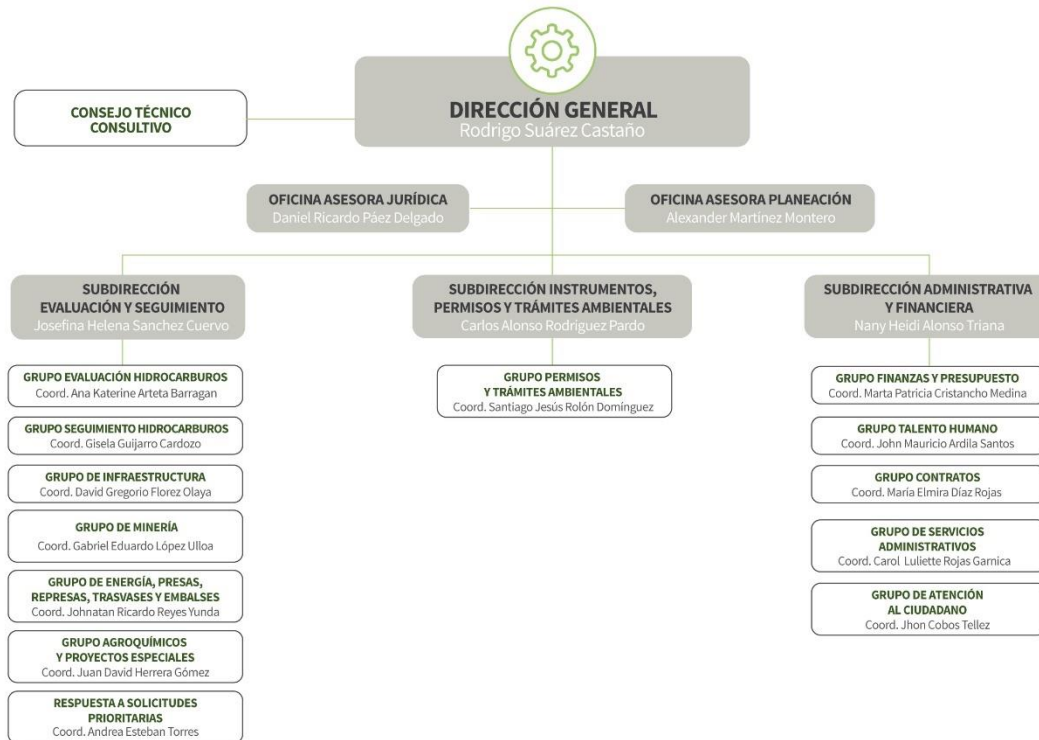 CONSEJO TÉCNICO
CONSULTIVO
DIRECCIÓN GENERAL
Rodrigo Suárez Castaño
OFICINA ASESORA JURÍDICA
Daniel Ricardo Páez Delgado
OFICINA ASESORA PLANEACIÓN
Alexander Martínez Montero
SUBDIRECCIÓN
EVALUACIÓN Y SEGUIMIENTO
Josefina Helena Sanchez Cuervo
GRUPO EVALUACIÓN HIDROCARBUROS
Coord. Ana Katerine Arteta Barragan
GRUPO SEGUIMIENTO HIDROCARBUROS
Coord. Gisela Guijarro Cardozo
GRUPO DE INFRAESTRUCTURA
Coord. David Gregorio Florez Olaya
GRUPO DE MINERÍA
Coord. Gabriel Eduardo López Ulloa
GRUPO DE ENERGÍA, PRESAS,
REPRESAS, TRASVASES Y EMBALSES
Coord. Johnatan Ricardo Reyes Yunda
GRUPO AGROQUÍMICOS
Y PROYECTOS ESPECIALES
Coord. Juan David Herrera Gómez
RESPUESTA A SOLICITUDES
PRIORITARIAS
Coord. Andrea Esteban Torres
SUBDIRECCIÓN INSTRUMENTOS,
PERMISOS Y TRÁMITES AMBIENTALES
Carlos Alonso Rodríguez Pardo
GRUPO PERMISOS
Y TRÁMITES AMBIENTALES
Coord. Santiago Jesús Rolón Domínguez
SUBDIRECCIÓN ADMINISTRATIVA
Y FINANCIERA
Nany Heidi Alonso Triana
GRUPO FINANZAS Y PRESUPUESTO
Coord. Marta Patricia Cristancho Medina
GRUPO TALENTO HUMANO
Coord. John Mauricio Ardila Santos
GRUPO CONTRATOS
Coord. María Elmira Díaz Rojas
GRUPO DE SERVICIOS
ADMINISTRATIVOS
Coord. Carol Luliette Rojas Garnica
GRUPO DE ATENCIÓN
AL CIUDADANO
Coord. Jhon Cobos Tellez